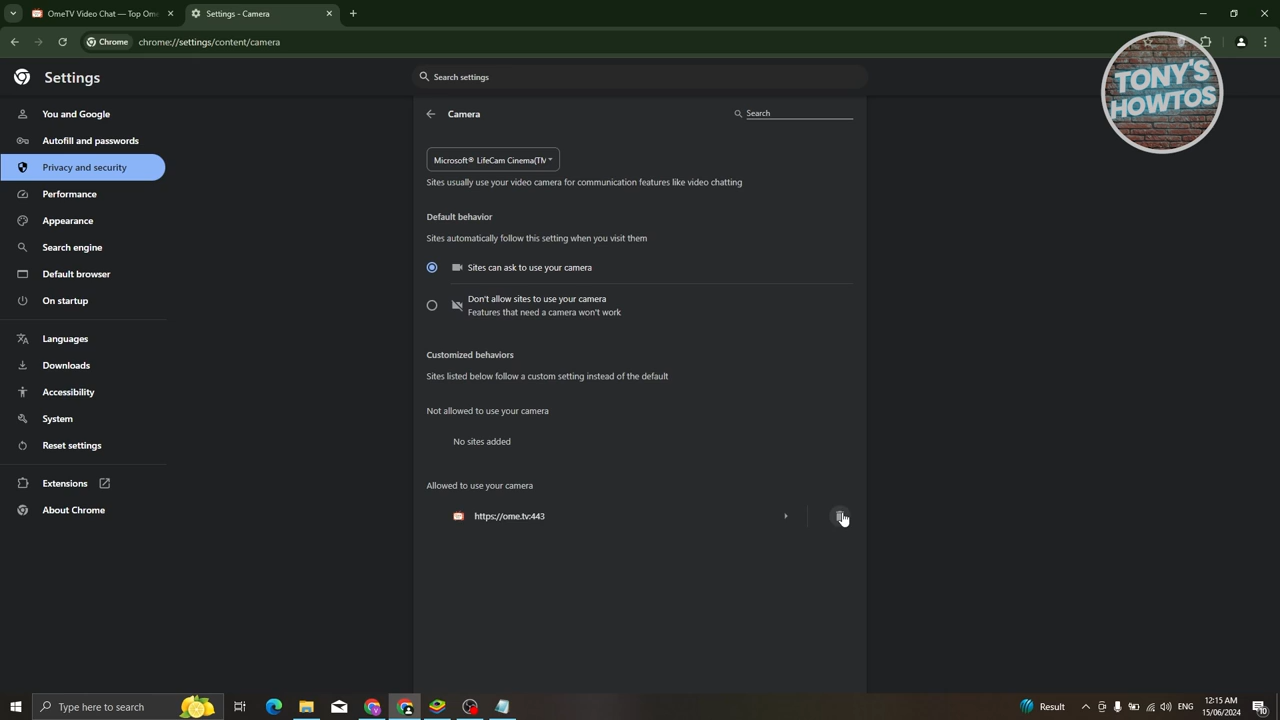 OmeTV Video Chat — Top Ome
Settings - Camera
Chrome
chrome://settings/content/camera
TONY'S
HOWTOS
Settings
Search settings
You and Google
Autofill and passwords
Privacy and security
Performance
Appearance
Search engine
Default browser
On startup
Languages
Downloads
Accessibility
System
Reset settings
Extensions
About Chrome
Camera
Search
Microsoft® LifeCam Cinema(TM
Sites usually use your video camera for communication features like video chatting
Default behavior
Sites automatically follow this setting when you visit them
Sites can ask to use your camera
Don't allow sites to use your camera
Features that need a camera won't work
Customized behaviors
Sites listed below follow a custom setting instead of the default
Not allowed to use your camera
No sites added
Allowed to use your camera
https://ome.tv:443
Type here to search
Result
ENG
12:15 AM
15/06/2024